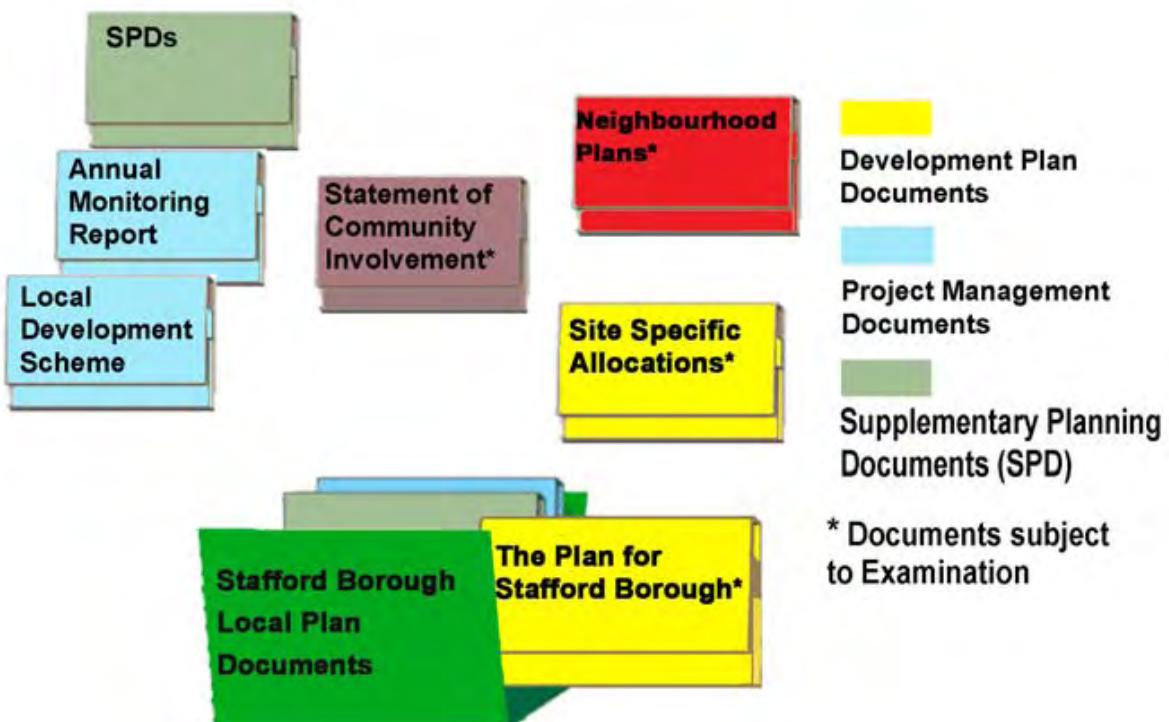 SPDs
Annual
Monitoring
Report
Local
Development
Scheme
Statement of
Community
Involvement*
Neighbourhood
Plans*
Site Specific
Allocations*
The Plan for
Stafford Borough*
Stafford Borough
Local Plan
Documents
Development Plan
Documents
Project Management
Documents
Supplementary Planning
Documents (SPD)
* Documents subject
to Examination